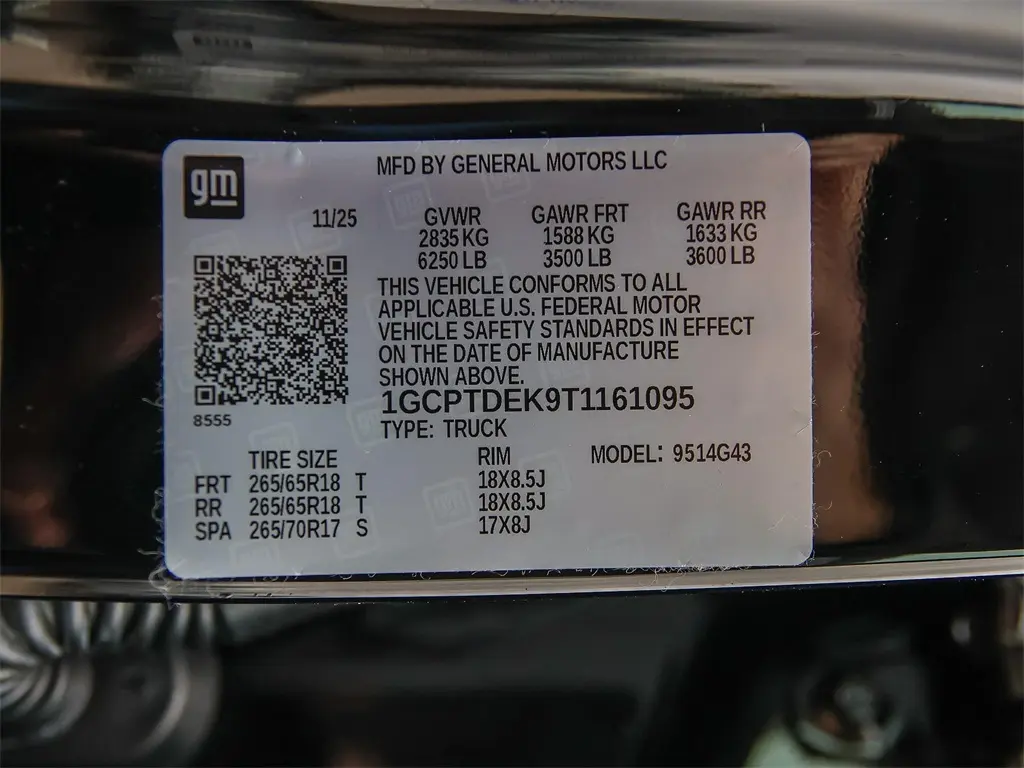 gm
MFD BY GENERAL MOTORS LLC
11/25 GVWR GAWR FRT GAWR RR
2835 KG 1588 KG 1633 KG
6250 LB 3500 LB 3600 LB
THIS VEHICLE CONFORMS TO ALL
APPLICABLE U.S. FEDERAL MOTOR
VEHICLE SAFETY STANDARDS IN EFFECT
ON THE DATE OF MANUFACTURE
SHOWN ABOVE.
1GCPTDEK9T1161095
8555
TYPE: TRUCK
TIRE SIZE RIM MODEL: 9514G43
FRT 265/65R18 T 18X8.5J
RR 265/65R18 T 18X8.5J
SPA 265/70R17 S 17X8J